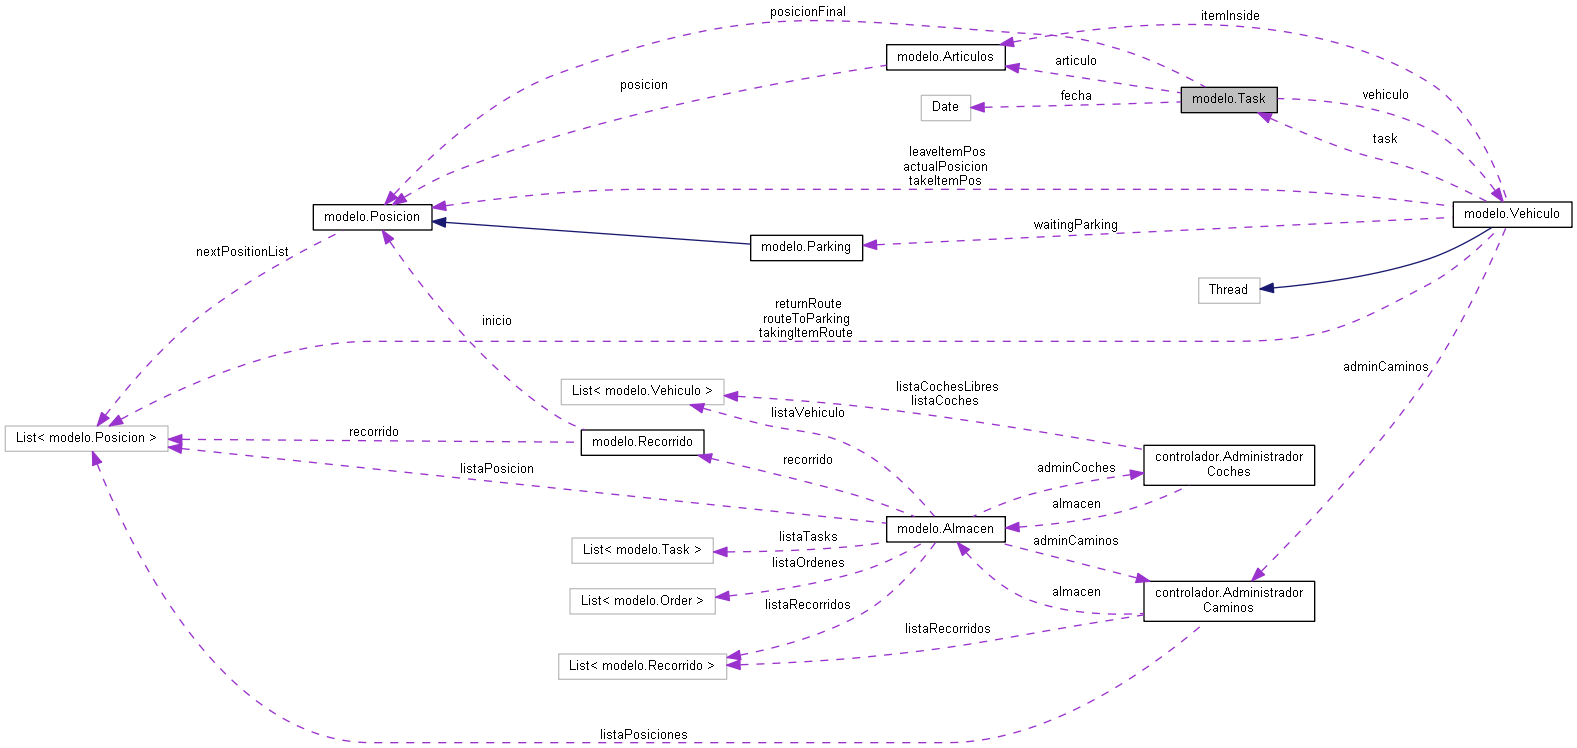 posicionFinal
itemInside
modelo.Articulos
articulo
posicion
fecha
vehiculo
Date
modelo.Task
task
leaveItemPos
actualPosicion
takeItemPos
modelo.Posicion
modelo.Vehiculo
waitingParking
modelo.Parking
nextPositionList
Thread
inicio
returnRoute
routeToParking
takingItemRoute
adminCaminos
List< modelo.Vehiculo >
listaCochesLibres
listaCoches
listaVehiculo
List< modelo.Posicion >
recorrido
modelo.Recorrido
recorrido
listaPosicion
adminCoches
controlador.Administrador
Coches
almacen
modelo.Almacen
listaTasks
adminCaminos
List< modelo.Task >
listaOrdenes
almacen
controlador.Administrador
Caminos
List< modelo.Order >
listaRecorridos
listaRecorridos
List< modelo.Recorrido >
listaPosiciones